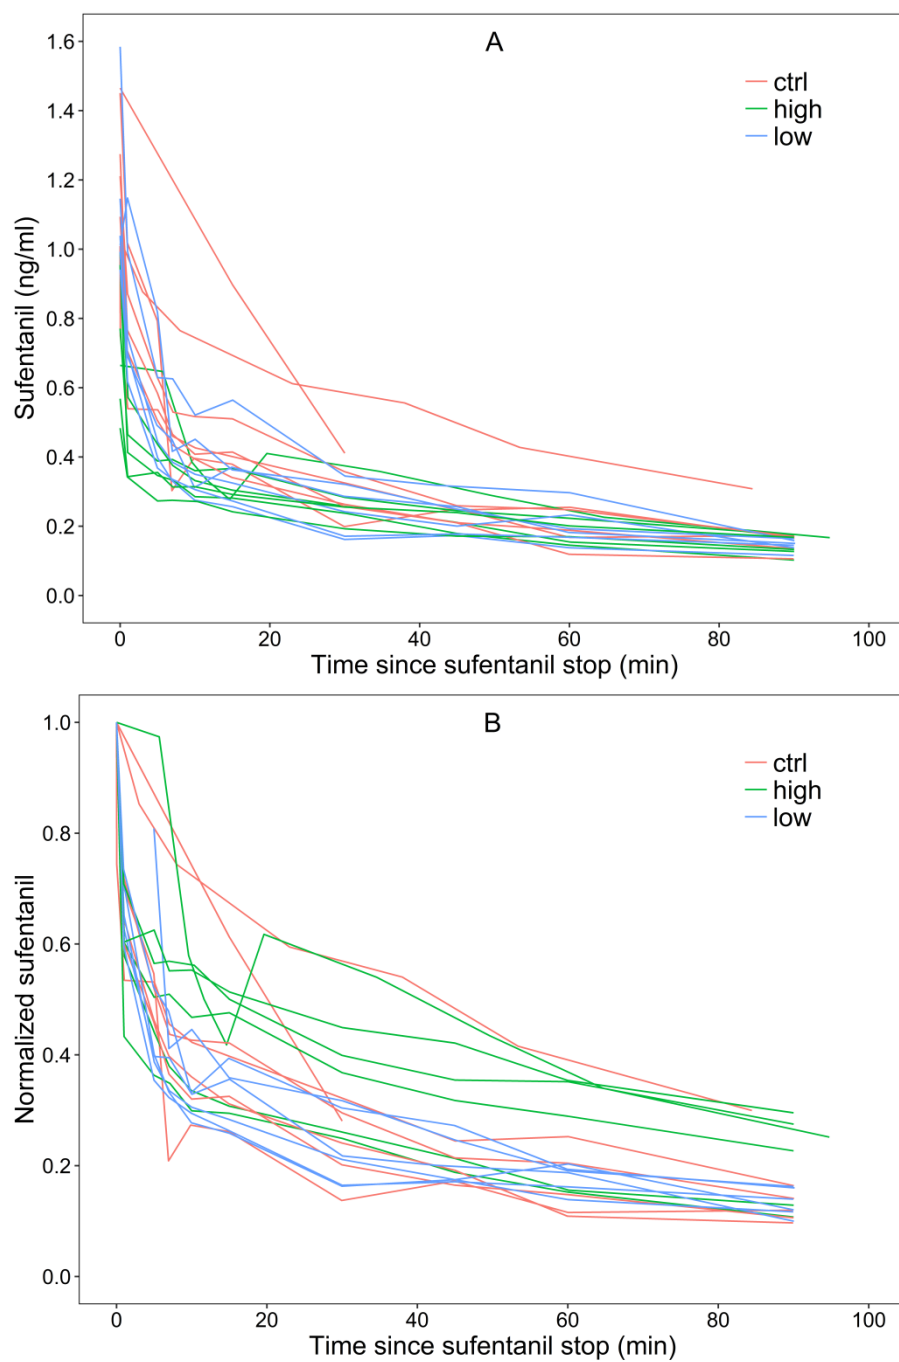 A
1.6
1.4
1.2
1.0
0.8
0.6
0.4
0.2
0.0
Sufentanil (ng/ml)
ctrl
high
low
0 20 40 60 80 100
Time since sufentanil stop (min)
B
1.0
0.8
0.6
0.4
0.2
0.0
Normalized sufentanil
ctrl
high
low
0 20 40 60 80 100
Time since sufentanil stop (min)